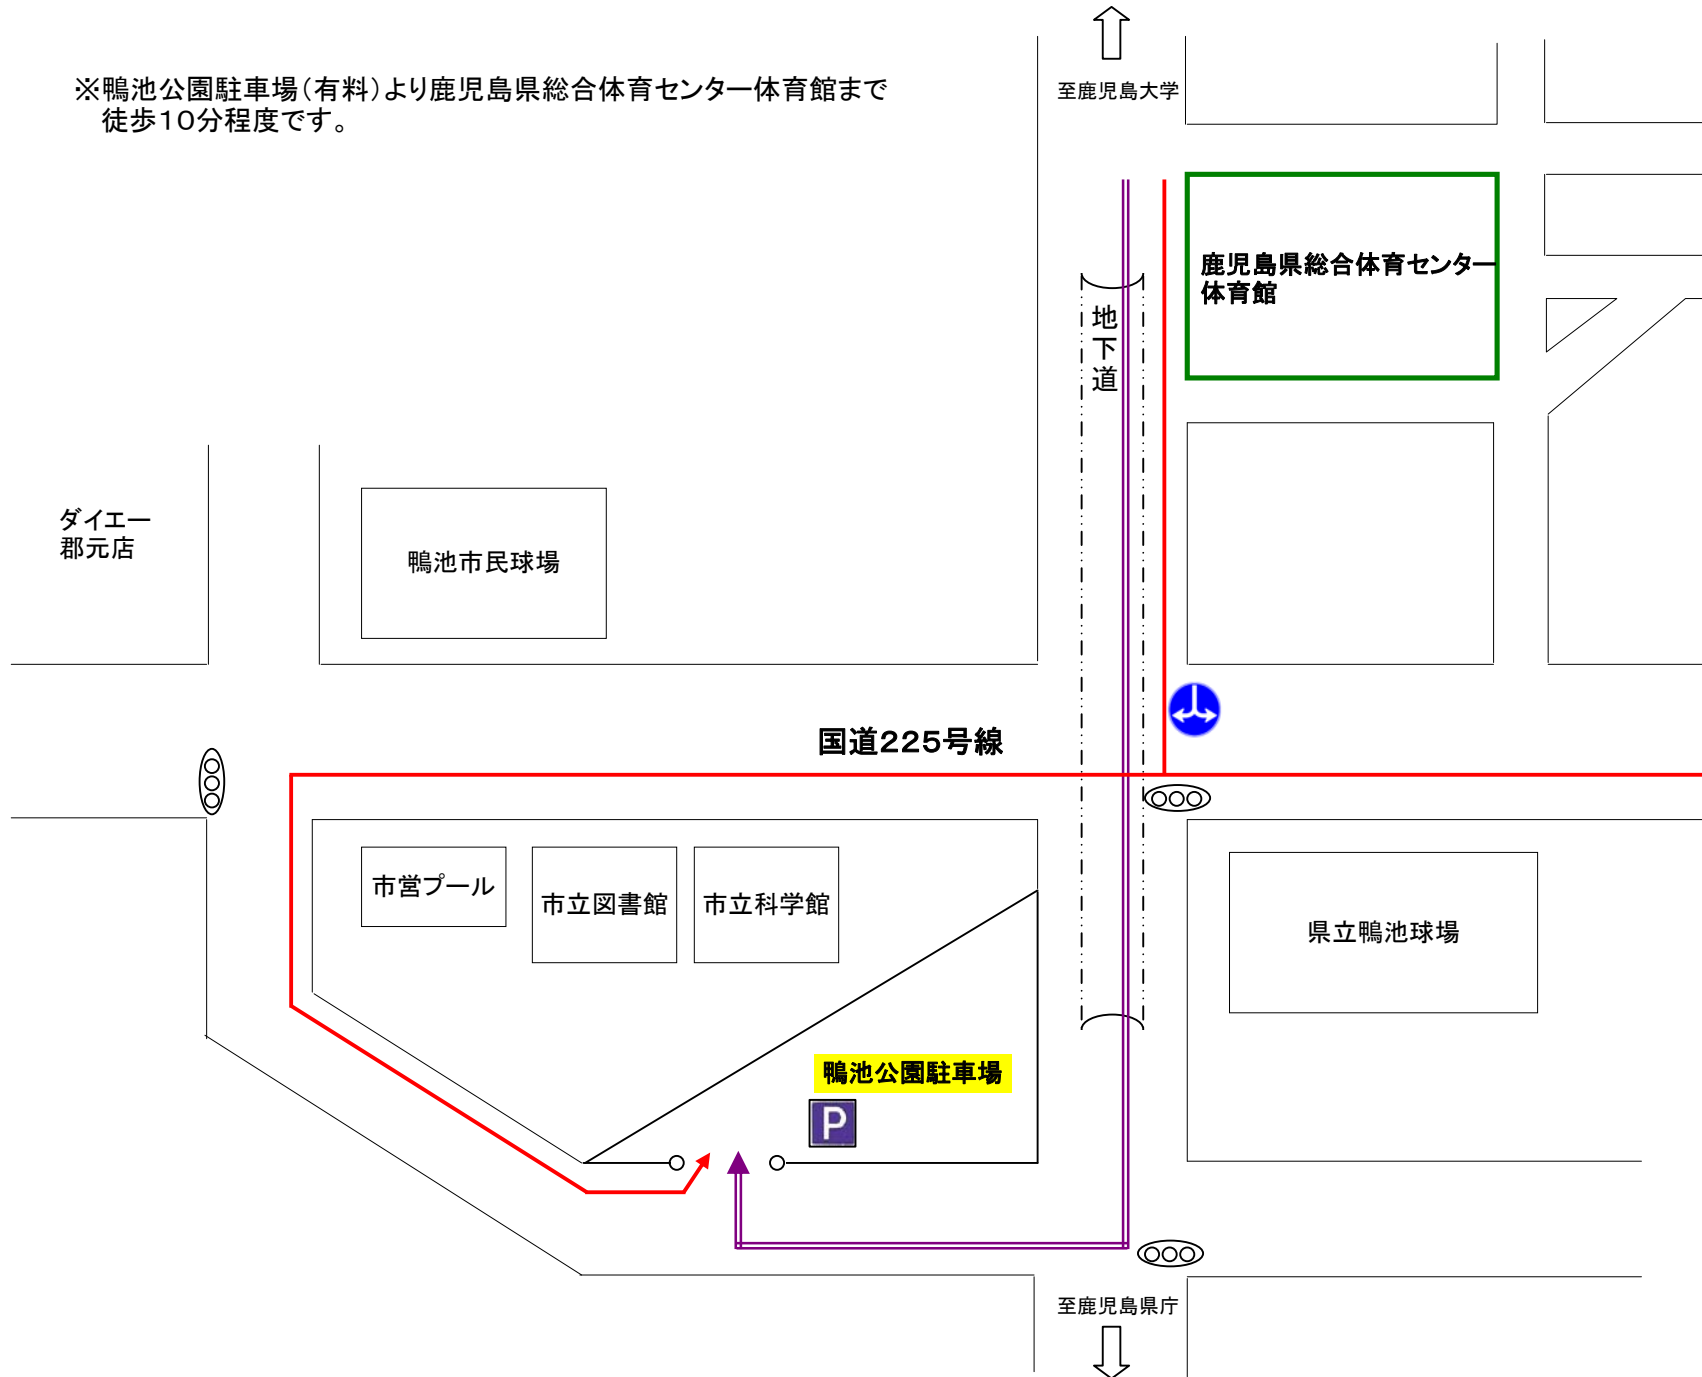 ※鴨池公園駐車場(有料)より鹿児島県総合体育センター体育館まで
徒歩10分程度です。
至鹿児島大学
鹿児島県総合体育センター
体育館
地下道
ダイエー
郡元店
鴨池市民球場
国道225号線
市営プール
市立図書館
市立科学館
県立鴨池球場
鴨池公園駐車場
P
至鹿児島県庁